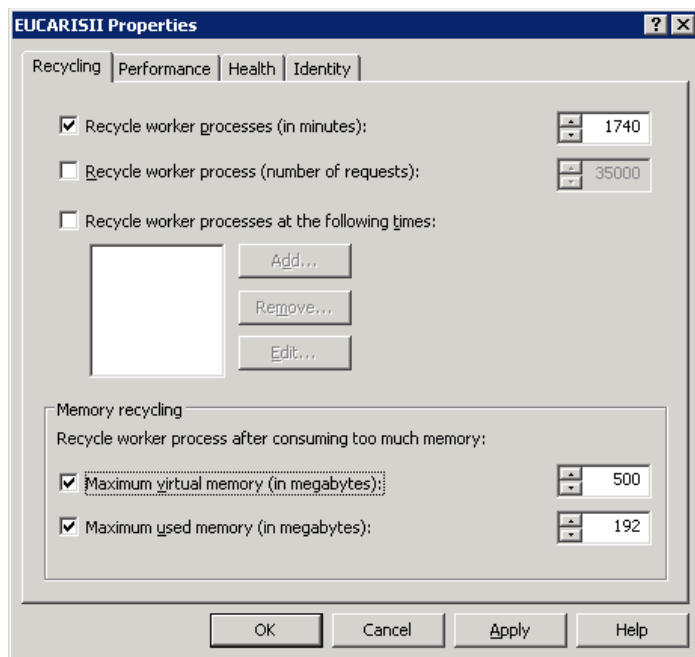 EUCARISII Properties
Recycling Performance Health Identity
Recycle worker processes (in minutes): 1740
Recycle worker process (number of requests): 35000
Recycle worker processes at the following times:
Add...
Remove...
Edit...
Memory recycling
Recycle worker process after consuming too much memory:
Maximum virtual memory (in megabytes): 500
Maximum used memory (in megabytes): 192
OK Cancel Apply Help